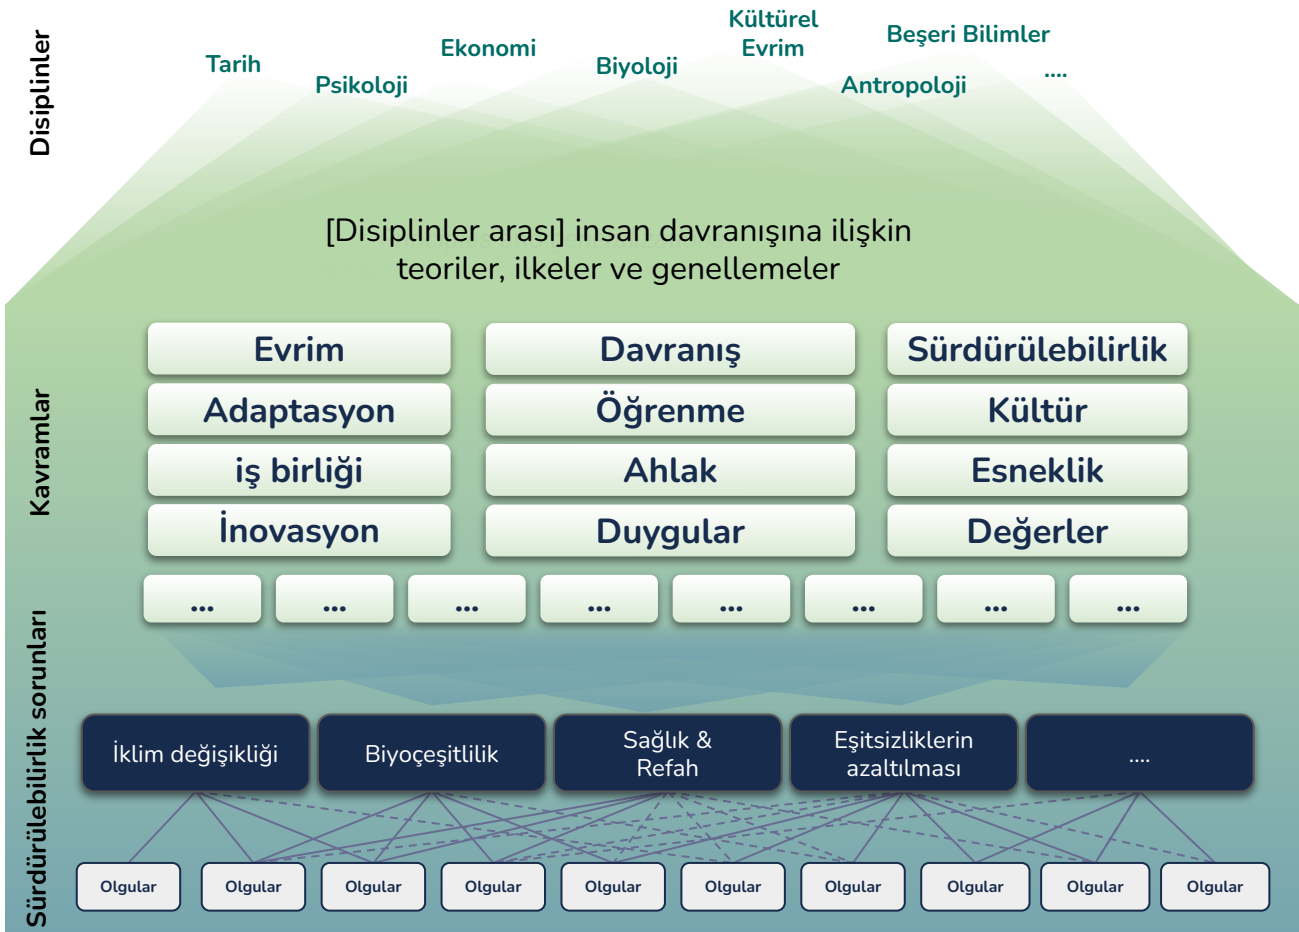 Disiplinler
Tarih
Psikoloji
Ekonomi
Biyoloji
Kültürel
Evrim
Antropoloji
Beşeri Bilimler
....
[Disiplinler arası] insan davranışına ilişkin
teoriler, ilkeler ve genellemeler
Kavramlar
Evrim
Davranış
Sürdürülebilirlik
Adaptasyon
Öğrenme
Kültür
iş birliği
Ahlak
Esneklik
İnovasyon
Duygular
Değerler
... ... ... ... ... ... ... ...
Sürdürülebilirlik sorunları
İklim değişikliği
Biyoçeşitlilik
Sağlık &
Refah
Eşitsizliklerin
azaltılması
....
Olgular Olgular Olgular Olgular Olgular Olgular Olgular Olgular Olgular Olgular